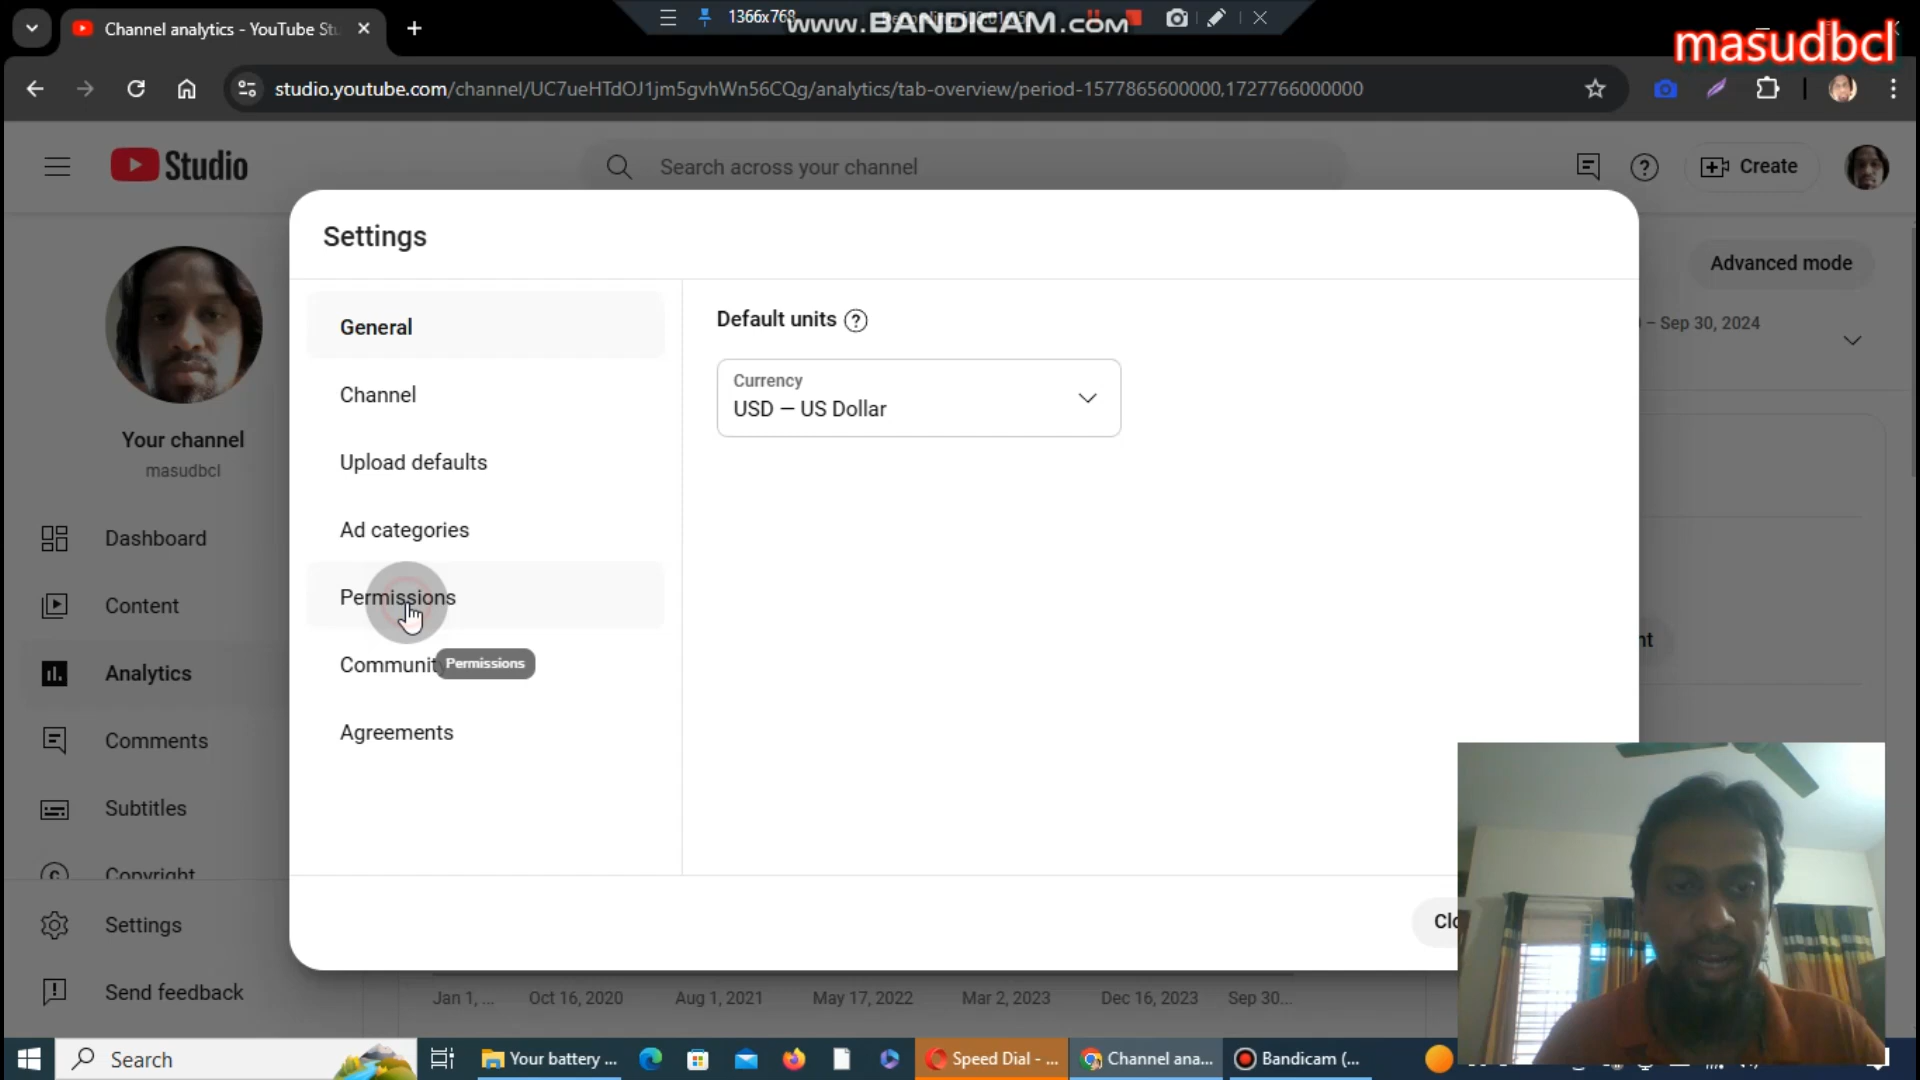 Channel analytics - YouTube Stu
1366x768
www.BANDICAM.com
masudbcl
studio.youtube.com/channel/UC7ueHTdOJ1jm5gvhWn56CQg/analytics/tab-overview/period-1577865600000,1727766000000
Studio
Search across your channel
Create
Settings
Advanced mode
General
Default units
– Sep 30, 2024
Channel
Currency
USD – US Dollar
Your channel
masudbcl
Upload defaults
Ad categories
Dashboard
Permissions
Content
Communit
Permissions
nt
Analytics
Agreements
Comments
Subtitles
Copyright
Settings
Clo
Send feedback
Jan 1, ...
Oct 16, 2020
Aug 1, 2021
May 17, 2022
Mar 2, 2023
Dec 16, 2023
Sep 30...
Search
Your battery ...
Speed Dial - ...
Channel ana...
Bandicam (...